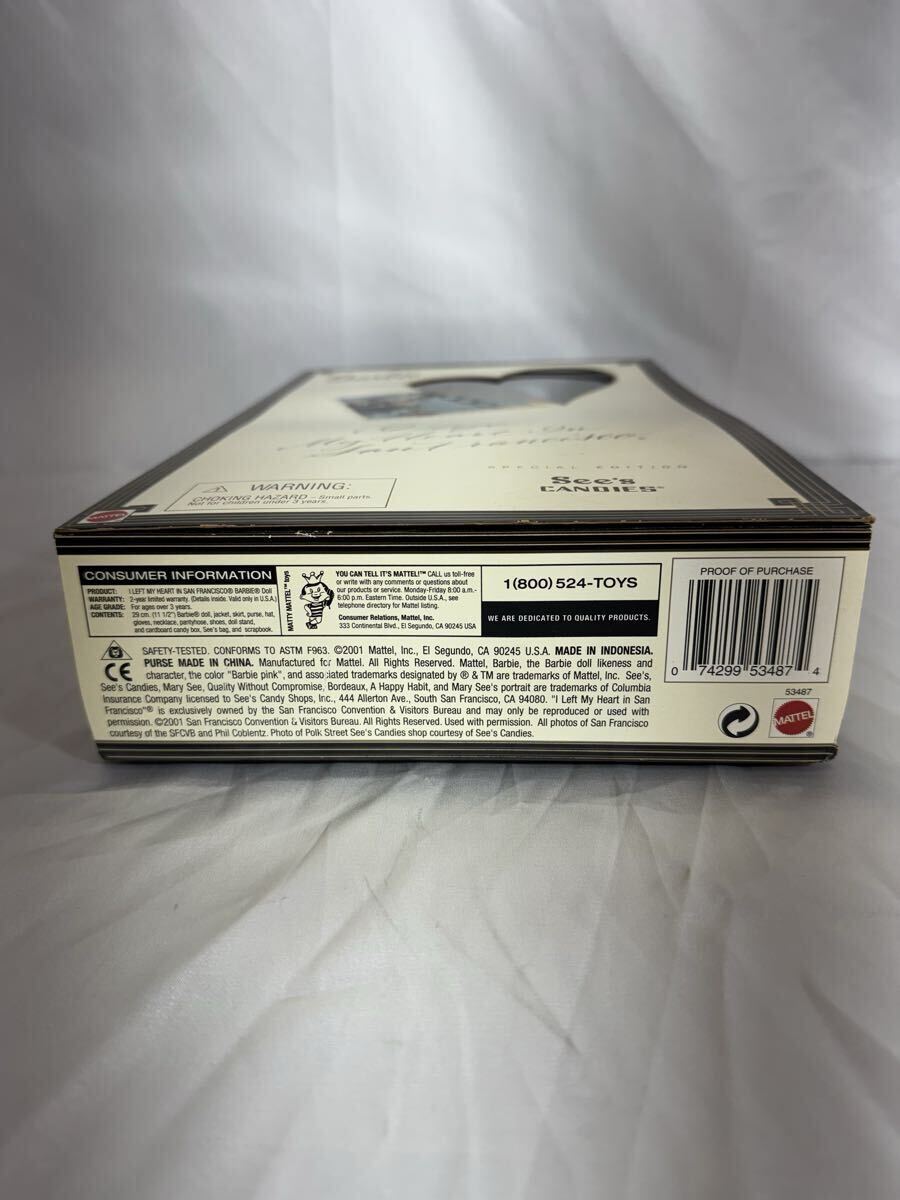 My Heart In
San Francisco
SPECIAL EDITION
See's
CANDIES®
WARNING:
CHOKING HAZARD – Small parts.
Not for children under 3 years.
MATTEL
CONSUMER INFORMATION
PRODUCT: I LEFT MY HEART IN SAN FRANCISCO® BARBIE® Doll
WARRANTY: 2-year limited warranty. (Details inside. Valid only in U.S.A.)
AGE GRADE: For ages over 3 years.
CONTENTS: 29 cm. (11 1/2") Barbie® doll, jacket, skirt, purse, hat,
gloves, necklace, pantyhose, shoes, doll stand,
and cardboard candy box, See's bag, and scrapbook.
MATTY MATTEL™ toys
YOU CAN TELL IT'S MATTEL!™ CALL us toll-free
or write with any comments or questions about
our products or service. Monday-Friday 8:00 a.m.-
6:00 p.m. Eastern Time. Outside U.S.A., see
telephone directory for Mattel listing.
Consumer Relations, Mattel, Inc.
333 Continental Blvd., El Segundo, CA 90245 USA
1(800) 524-TOYS
WE ARE DEDICATED TO QUALITY PRODUCTS.
PROOF OF PURCHASE
0 74299 53487 4
53487
MATTEL®
CE
SAFETY-TESTED. CONFORMS TO ASTM F963. ©2001 Mattel, Inc., El Segundo, CA 90245 U.S.A. MADE IN INDONESIA.
PURSE MADE IN CHINA. Manufactured for Mattel. All Rights Reserved. Mattel, Barbie, the Barbie doll likeness and
character, the color "Barbie pink", and associated trademarks designated by ® & TM are trademarks of Mattel, Inc. See's,
See's Candies, Mary See, Quality Without Compromise, Bordeaux, A Happy Habit, and Mary See's portrait are trademarks of Columbia
Insurance Company licensed to See's Candy Shops, Inc., 444 Allerton Ave., South San Francisco, CA 94080. "I Left My Heart in San
Francisco"® is exclusively owned by the San Francisco Convention & Visitors Bureau and may only be reproduced or used with
permission. ©2001 San Francisco Convention & Visitors Bureau. All Rights Reserved. Used with permission. All photos of San Francisco
courtesy of the SFCVB and Phil Coblentz. Photo of Polk Street See's Candies shop courtesy of See's Candies.